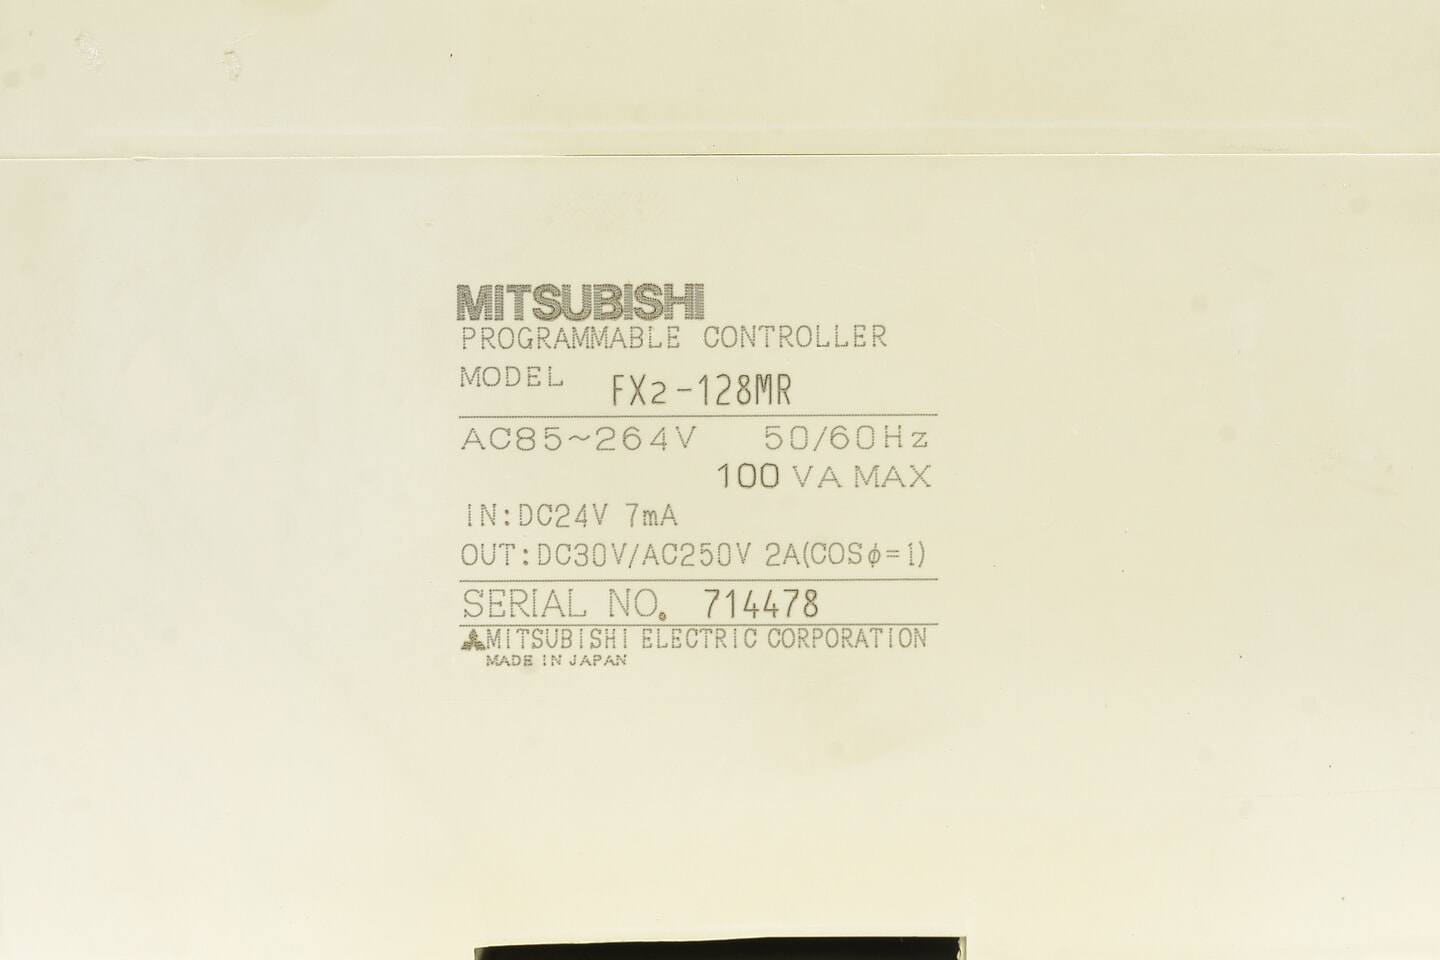 MITSUBISHI
PROGRAMMABLE CONTROLLER
MODEL FX2-128MR
AC85~264V 50/60Hz
100 VA MAX
IN:DC24V 7mA
OUT:DC30V/AC250V 2A(COSϕ=1)
SERIAL NO. 714478
MITSUBISHI ELECTRIC CORPORATION
MADE IN JAPAN